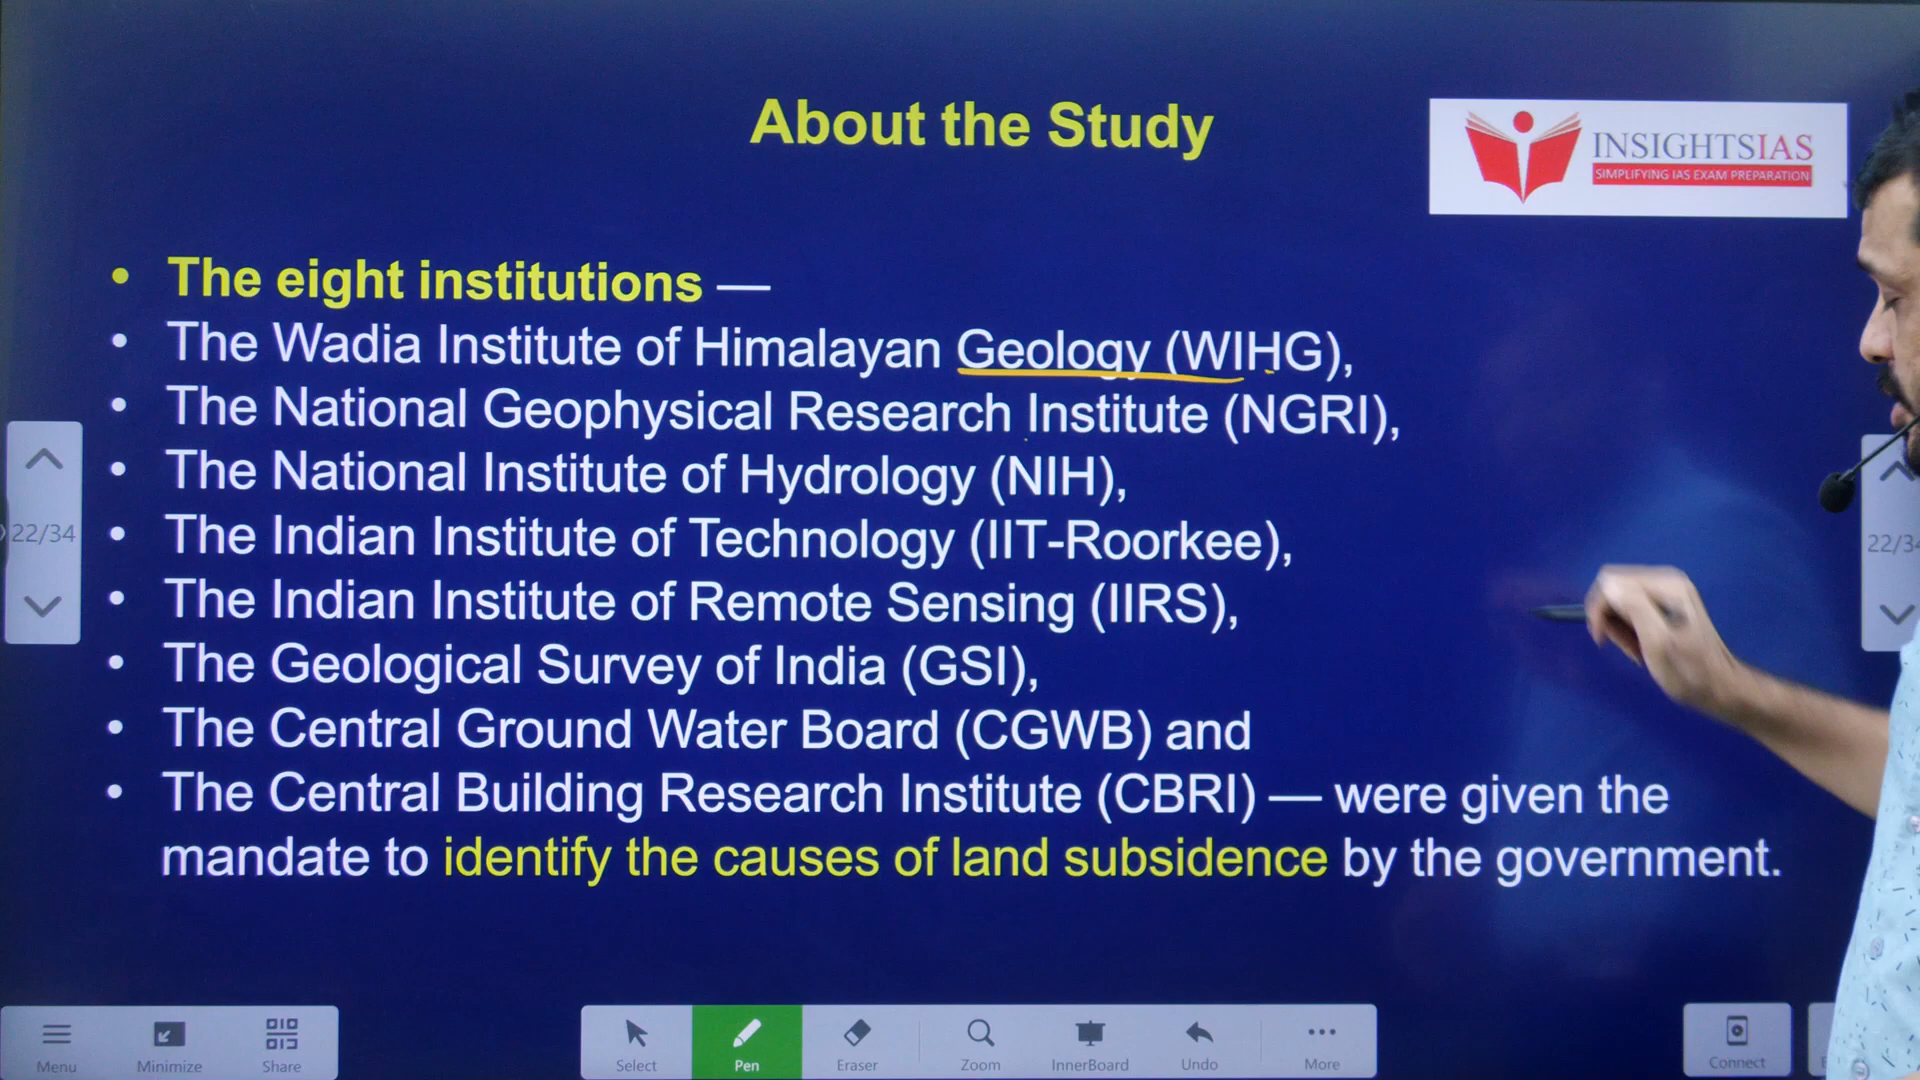 About the Study
INSIGHTSIAS
SIMPLIFYING IAS EXAM PREPARATION
• The eight institutions —
• The Wadia Institute of Himalayan Geology (WIHG),
• The National Geophysical Research Institute (NGRI),
• The National Institute of Hydrology (NIH),
• The Indian Institute of Technology (IIT-Roorkee),
• The Indian Institute of Remote Sensing (IIRS),
• The Geological Survey of India (GSI),
• The Central Ground Water Board (CGWB) and
• The Central Building Research Institute (CBRI) — were given the
mandate to identify the causes of land subsidence by the government.
22/34
22/34
Menu
Minimize
Share
Select
Pen
Eraser
Zoom
InnerBoard
Undo
More
Connect